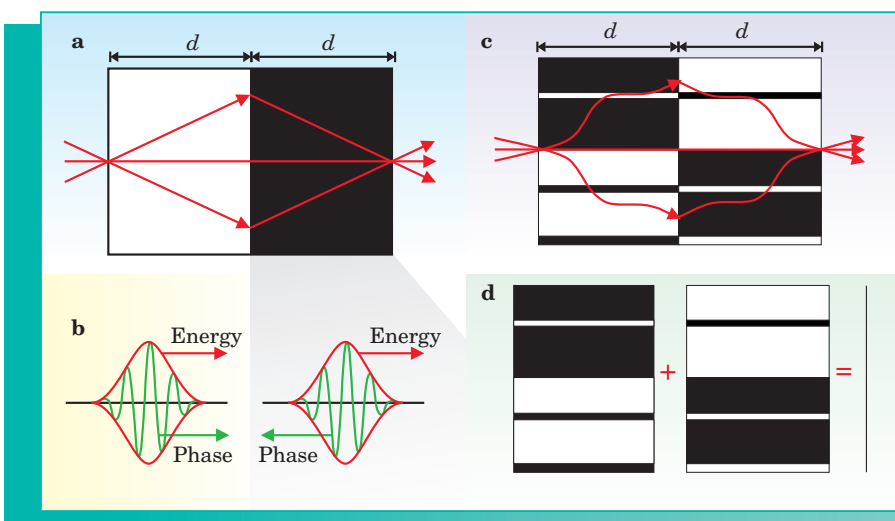 a
d d
b
Energy
Phase
Energy
Phase
c
d d
d
+ =